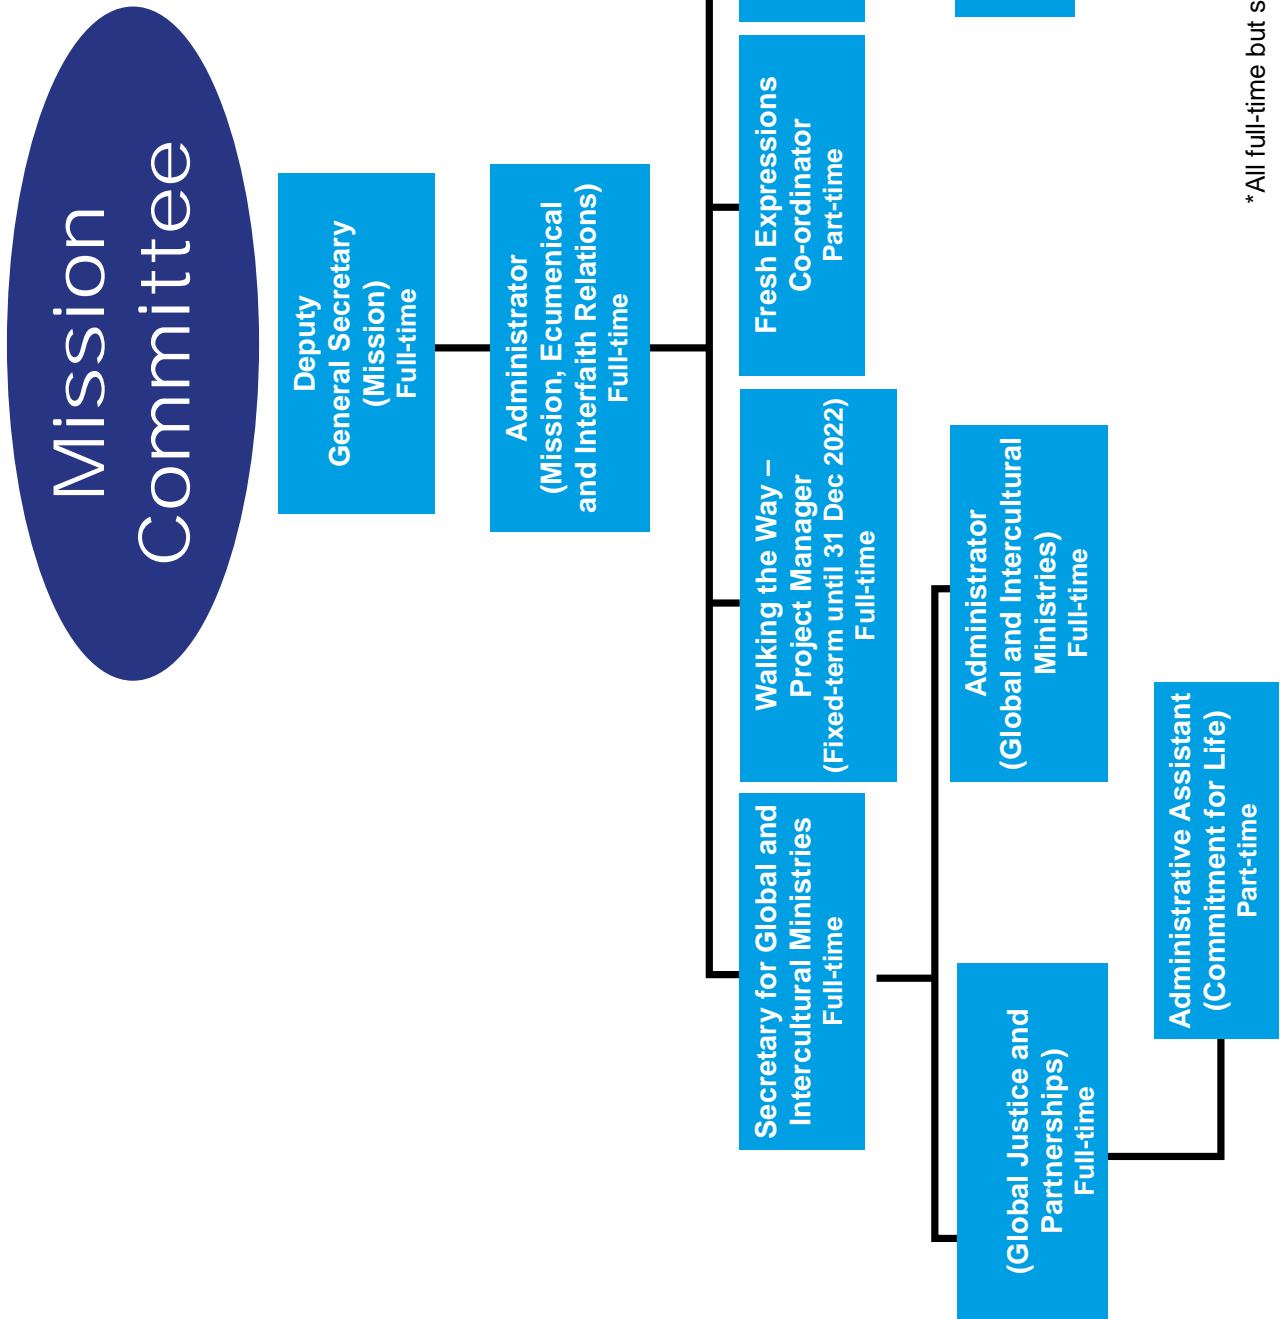 Mission
Committee
Deputy
General Secretary
(Mission)
Full-time
Administrator
(Mission, Ecumenical
and Interfaith Relations)
Full-time
Secretary for Global and
Intercultural Ministries
Full-time
Walking the Way –
Project Manager
(Fixed-term until 31 Dec 2022)
Full-time
Fresh Expressions
Co-ordinator
Part-time
(Global Justice and
Partnerships)
Full-time
Administrator
(Global and Intercultural
Ministries)
Full-time
Administrative Assistant
(Commitment for Life)
Part-time
*All full-time but s